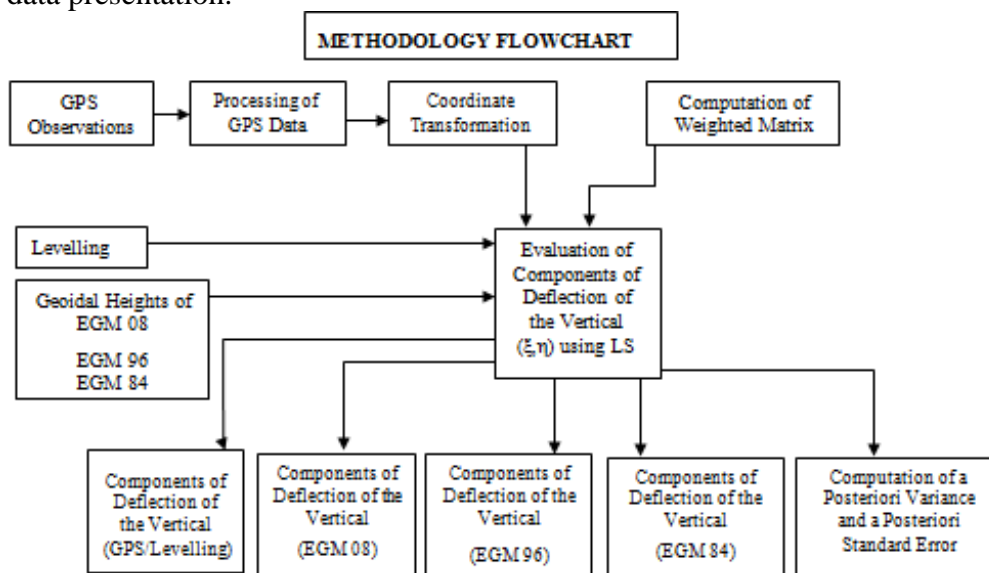 data presentation.
METHODOLOGY FLOWCHART
GPS
Observations
Processing of
GPS Data
Coordinate
Transformation
Computation of
Weighted Matrix
Levelling
Geoidal Heights of
EGM 08
EGM 96
EGM 84
Evaluation of
Components of
Deflection of
the Vertical
(ξ,η) using LS
Components of
Deflection of
the Vertical
(GPS/Levelling)
Components of
Deflection of the
Vertical
(EGM 08)
Components of
Deflection of the
Vertical
(EGM 96)
Components of
Deflection of the
Vertical
(EGM 84)
Computation of a
Posteriori Variance
and a Posteriori
Standard Error